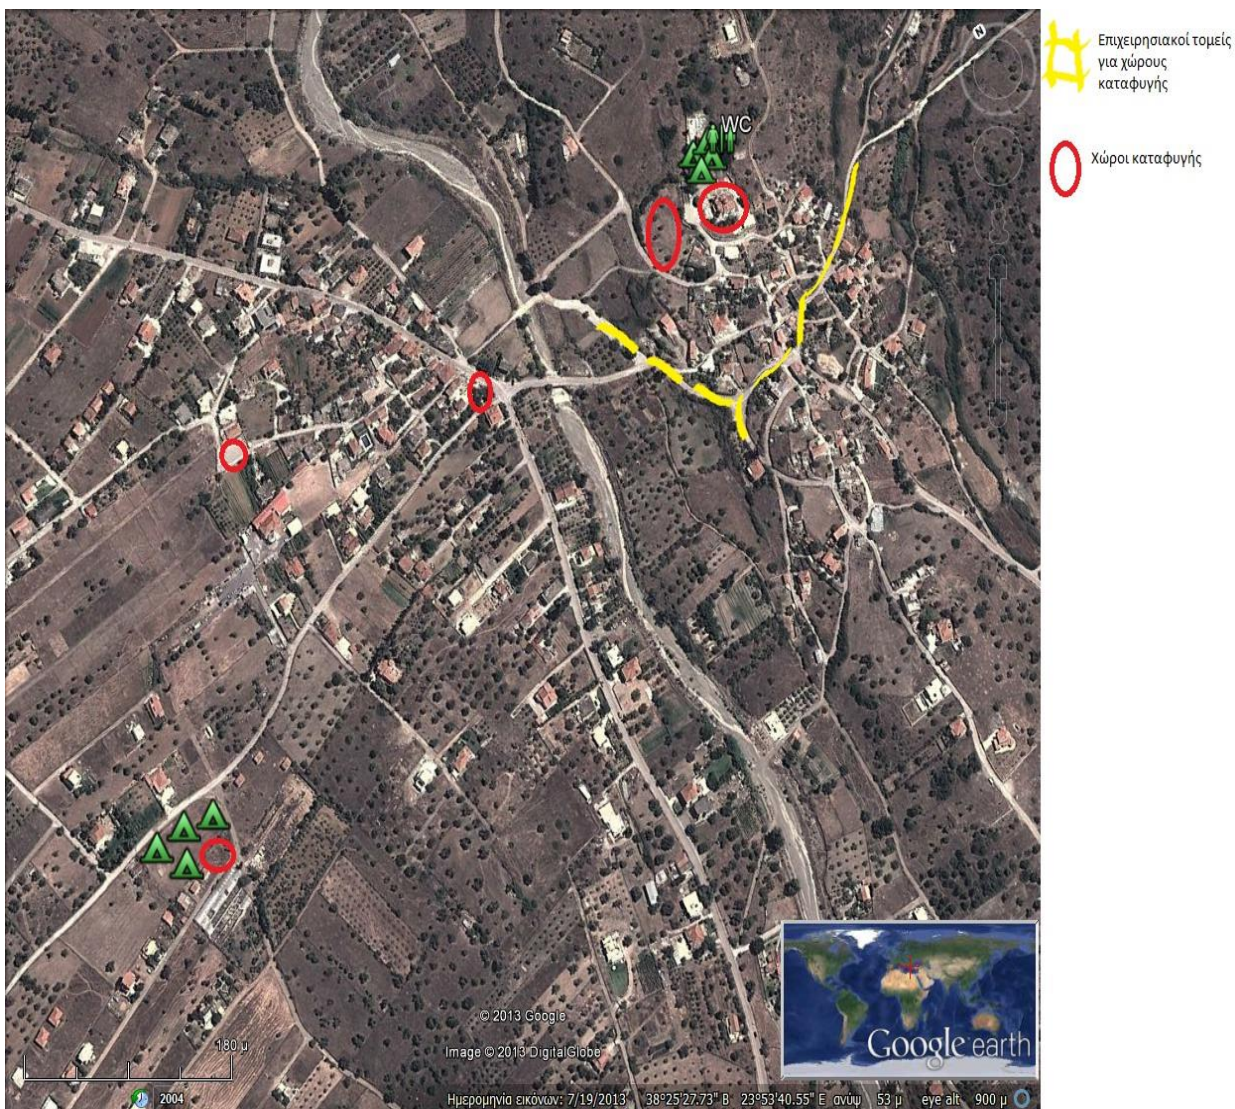 Επιχειρησιακοί τομείς
για χώρους
καταφυγής
Χώροι καταφυγής
N
WC
© 2013 Google
Image © 2013 DigitalGlobe
180 μ
Google earth
2004
Ημερομηνία εικόνων: 7/19/2013 38°25'27.73" Β 23°53'40.55" Ε ανύψ 53 μ eye alt 900 μ